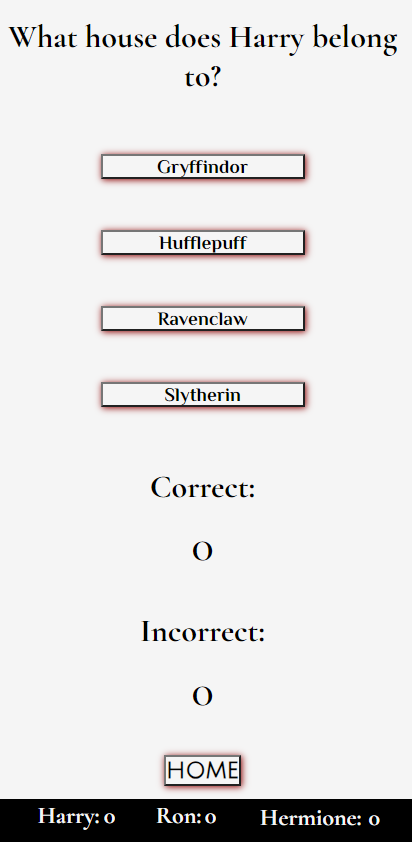 What house does Harry belong
to?
Gryffindor
Hufflepuff
Ravenclaw
Slytherin
Correct:
0
Incorrect:
0
HOME
Harry: 0 Ron: 0 Hermione: 0